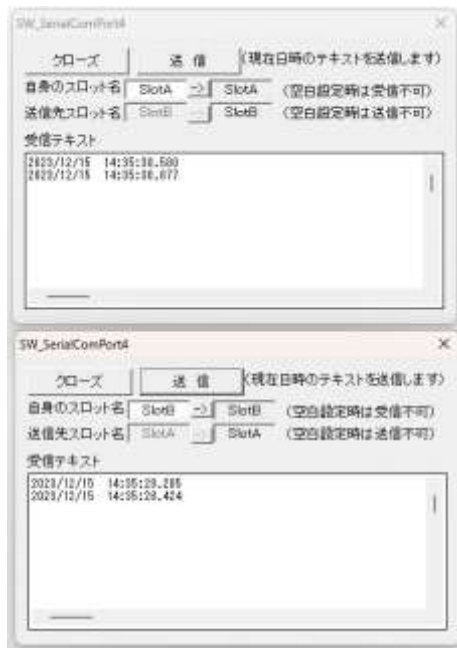 SW_SerialComPort4 ×
クローズ 送 信 (現在日時のテキストを送信します)
自身のスロット名 SlotA -> SlotA (空白設定時は受信不可)
送信先スロット名 SlotB SlotB (空白設定時は送信不可)
受信テキスト
2023/12/15 14:35:30.580
2023/12/15 14:35:30.877
SW_SerialComPort4 ×
クローズ 送 信 (現在日時のテキストを送信します)
自身のスロット名 SlotB -> SlotB (空白設定時は受信不可)
送信先スロット名 SlotA SlotA (空白設定時は送信不可)
受信テキスト
2023/12/15 14:35:28.285
2023/12/15 14:35:28.424